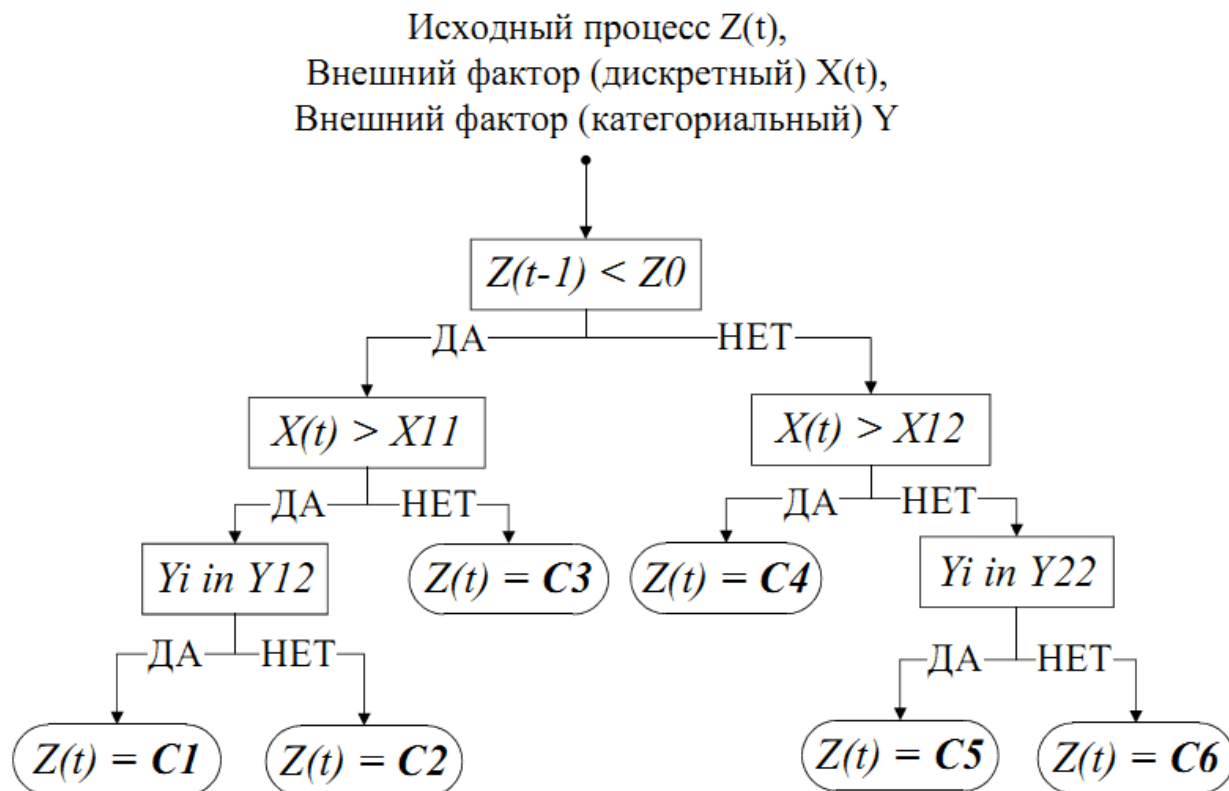 Исходный процесс Z(t),
Внешний фактор (дискретный) X(t),
Внешний фактор (категориальный) Y
Z(t-1) < Z0
ДА
НЕТ
X(t) > X11
X(t) > X12
ДА
НЕТ
ДА
НЕТ
Yi in Y12
Z(t) = C3
Z(t) = C4
Yi in Y22
ДА
НЕТ
ДА
НЕТ
Z(t) = C1
Z(t) = C2
Z(t) = C5
Z(t) = C6